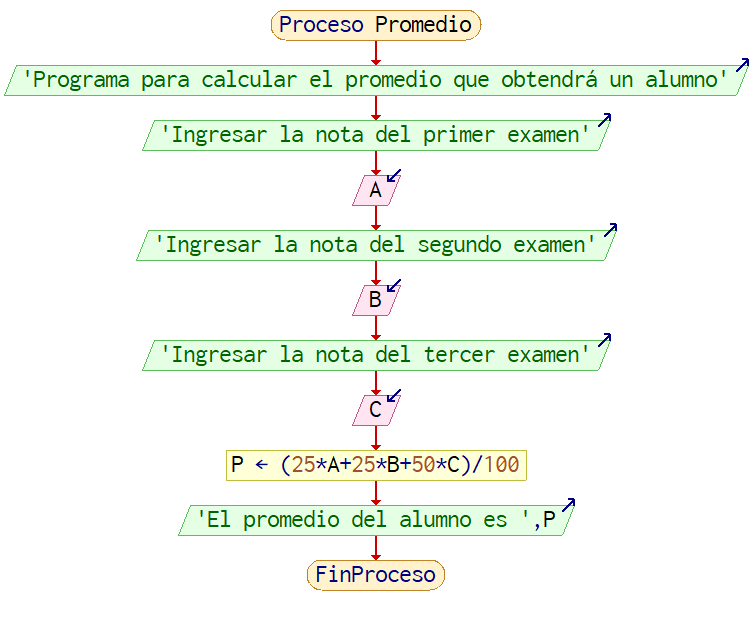 Proceso Promedio
'Programa para calcular el promedio que obtendrá un alumno'
'Ingresar la nota del primer examen'
A
'Ingresar la nota del segundo examen'
B
'Ingresar la nota del tercer examen'
C
P ← (25*A+25*B+50*C)/100
'El promedio del alumno es ',P
FinProceso